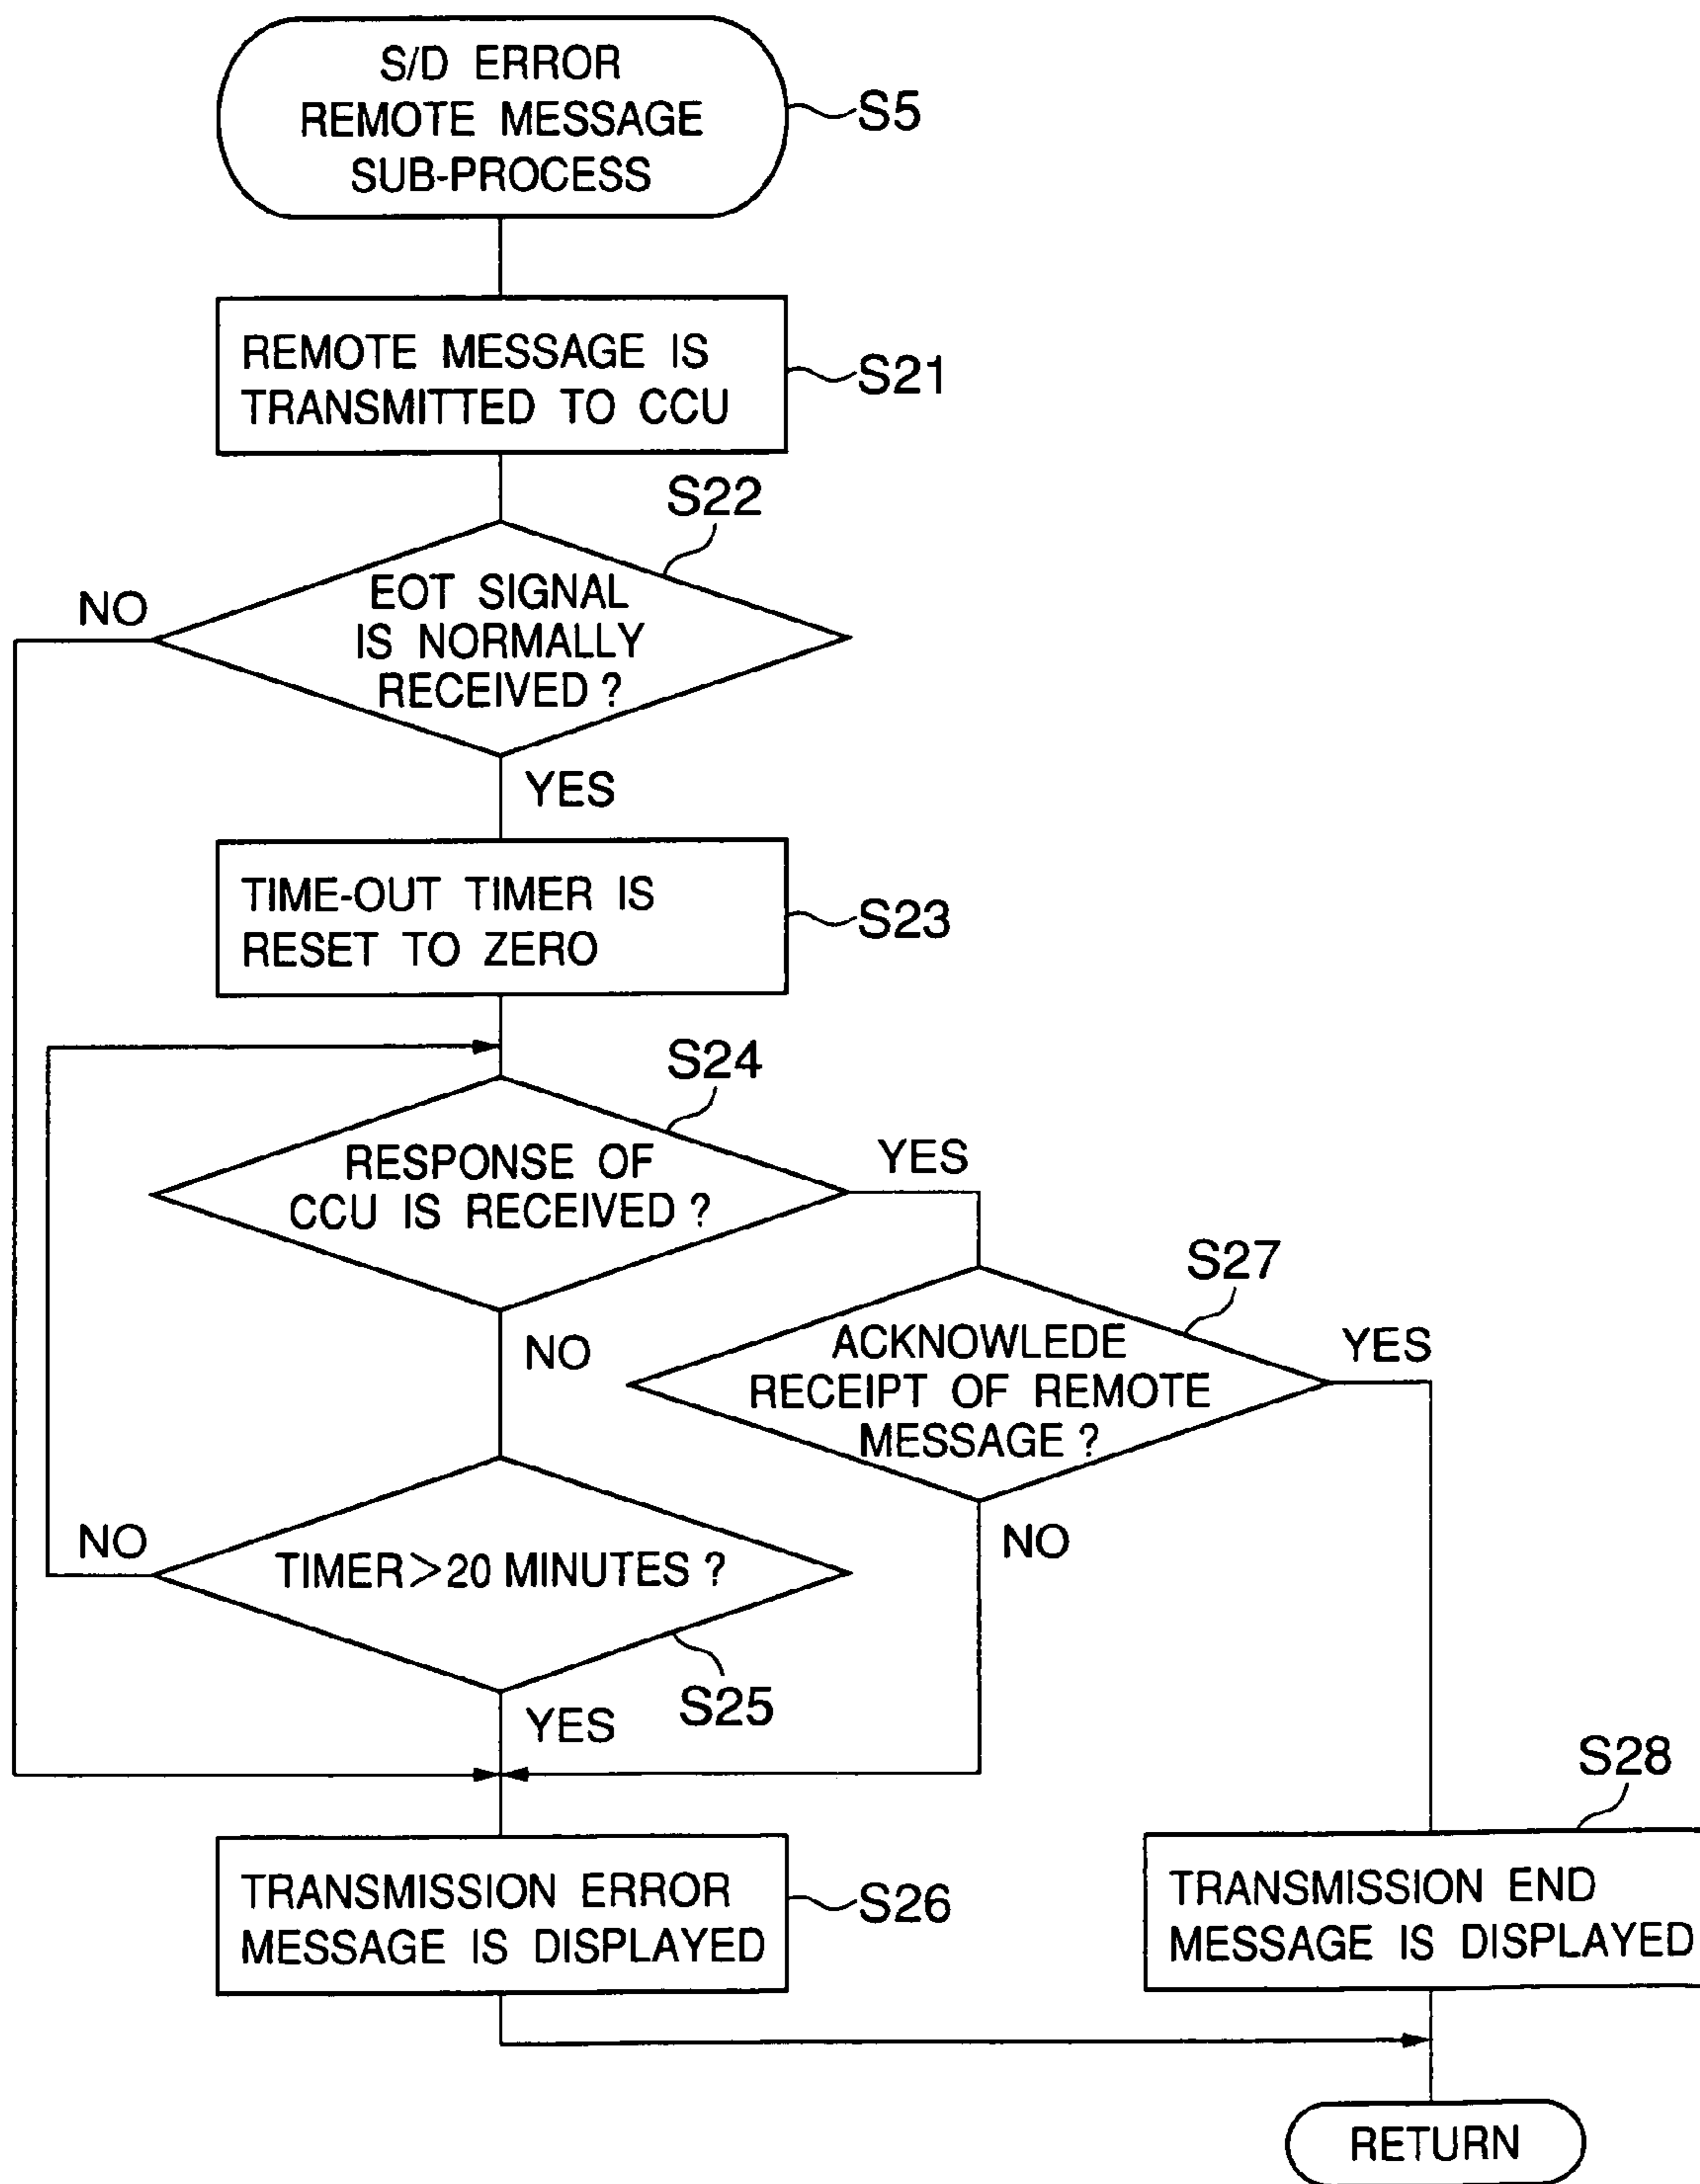 S/D ERROR
REMOTE MESSAGE
SUB-PROCESS
S5
REMOTE MESSAGE IS
TRANSMITTED TO CCU
S21
S22
EOT SIGNAL
IS NORMALLY
RECEIVED ?
NO
YES
TIME-OUT TIMER IS
RESET TO ZERO
S23
S24
RESPONSE OF
CCU IS RECEIVED ?
YES
NO
S27
ACKNOWLEDE
RECEIPT OF REMOTE
MESSAGE ?
YES
NO
TIMER>20 MINUTES ?
NO
S25
YES
TRANSMISSION ERROR
MESSAGE IS DISPLAYED
S26
S28
TRANSMISSION END
MESSAGE IS DISPLAYED
RETURN